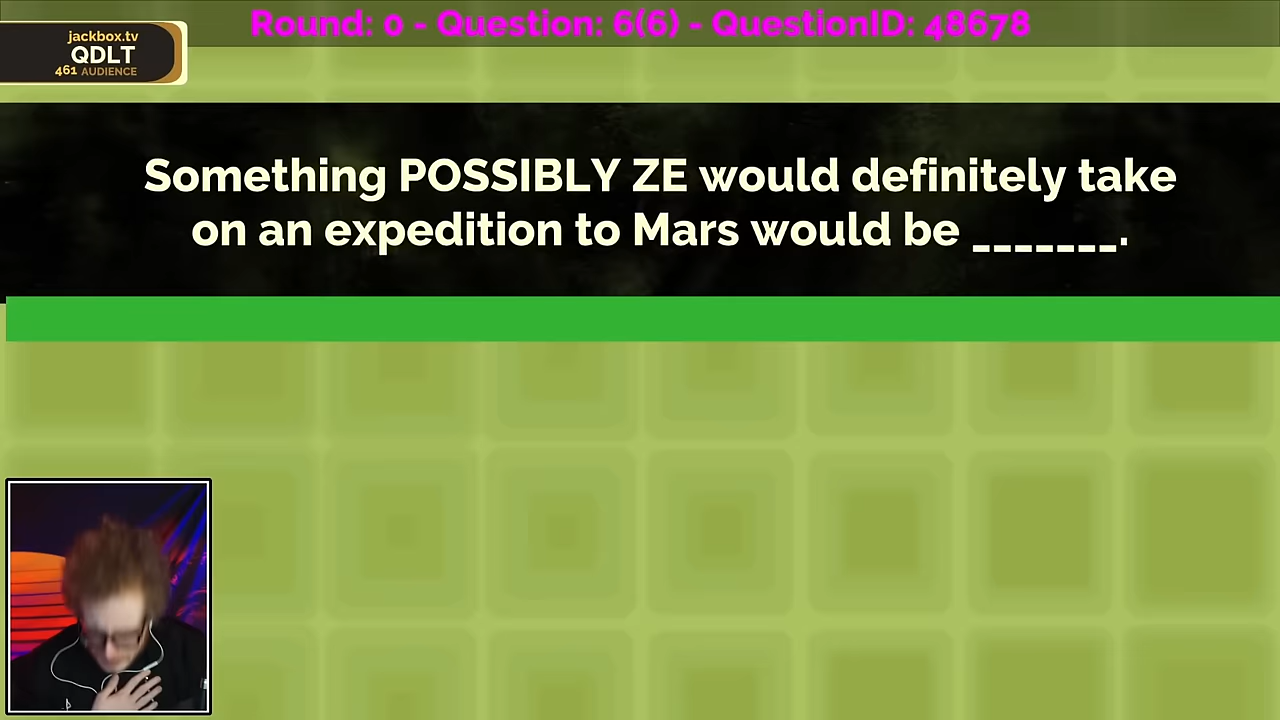 Round: 0 - Question: 6(6) - QuestionID: 48678
jackbox.tv
QDLT
461 AUDIENCE
Something POSSIBLY ZE would definitely take
on an expedition to Mars would be _______.